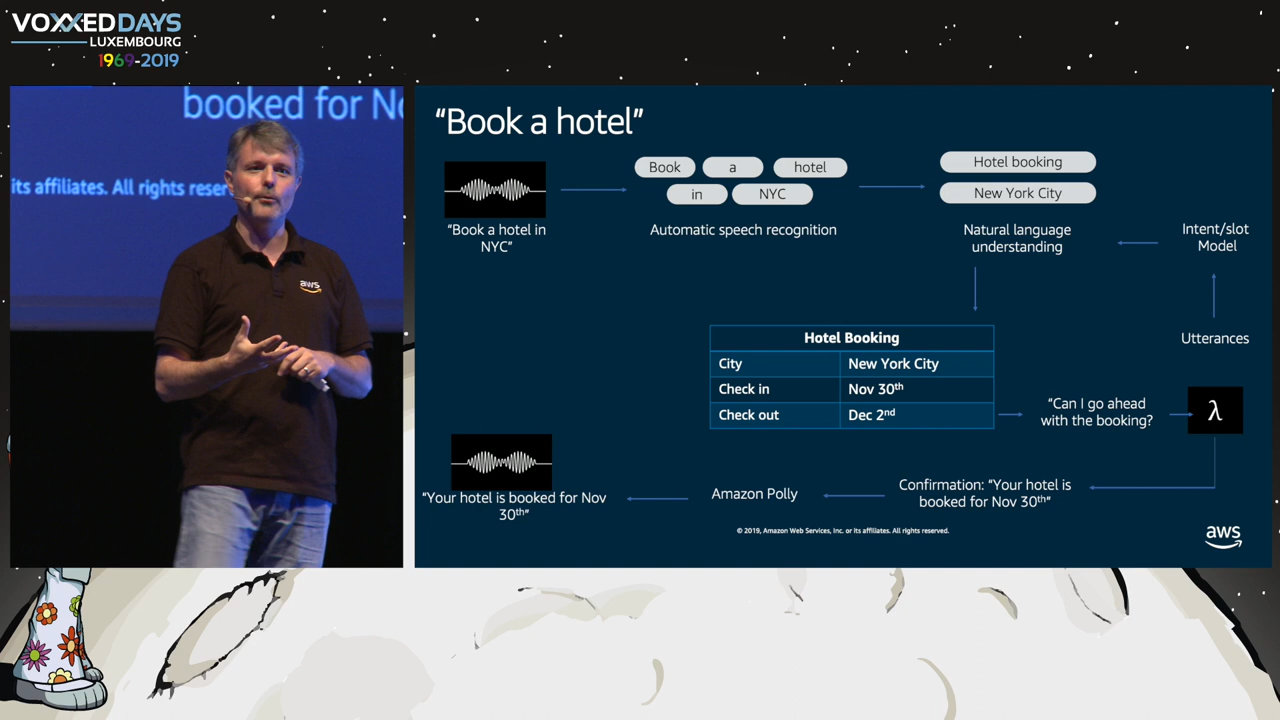 VOXXED DAYS
LUXEMBOURG
1969-2019
booked for No
its affiliates. All rights reser
aws
“Book a hotel”
“Book a hotel in
NYC”
Book a hotel
in NYC
Automatic speech recognition
Hotel booking
New York City
Natural language
understanding
Intent/slot
Model
Utterances
Hotel Booking
City New York City
Check in Nov 30th
Check out Dec 2nd
“Can I go ahead
with the booking?
λ
Confirmation: “Your hotel is
booked for Nov 30th”
Amazon Polly
“Your hotel is booked for Nov
30th”
© 2019, Amazon Web Services, Inc. or its affiliates. All rights reserved.
aws